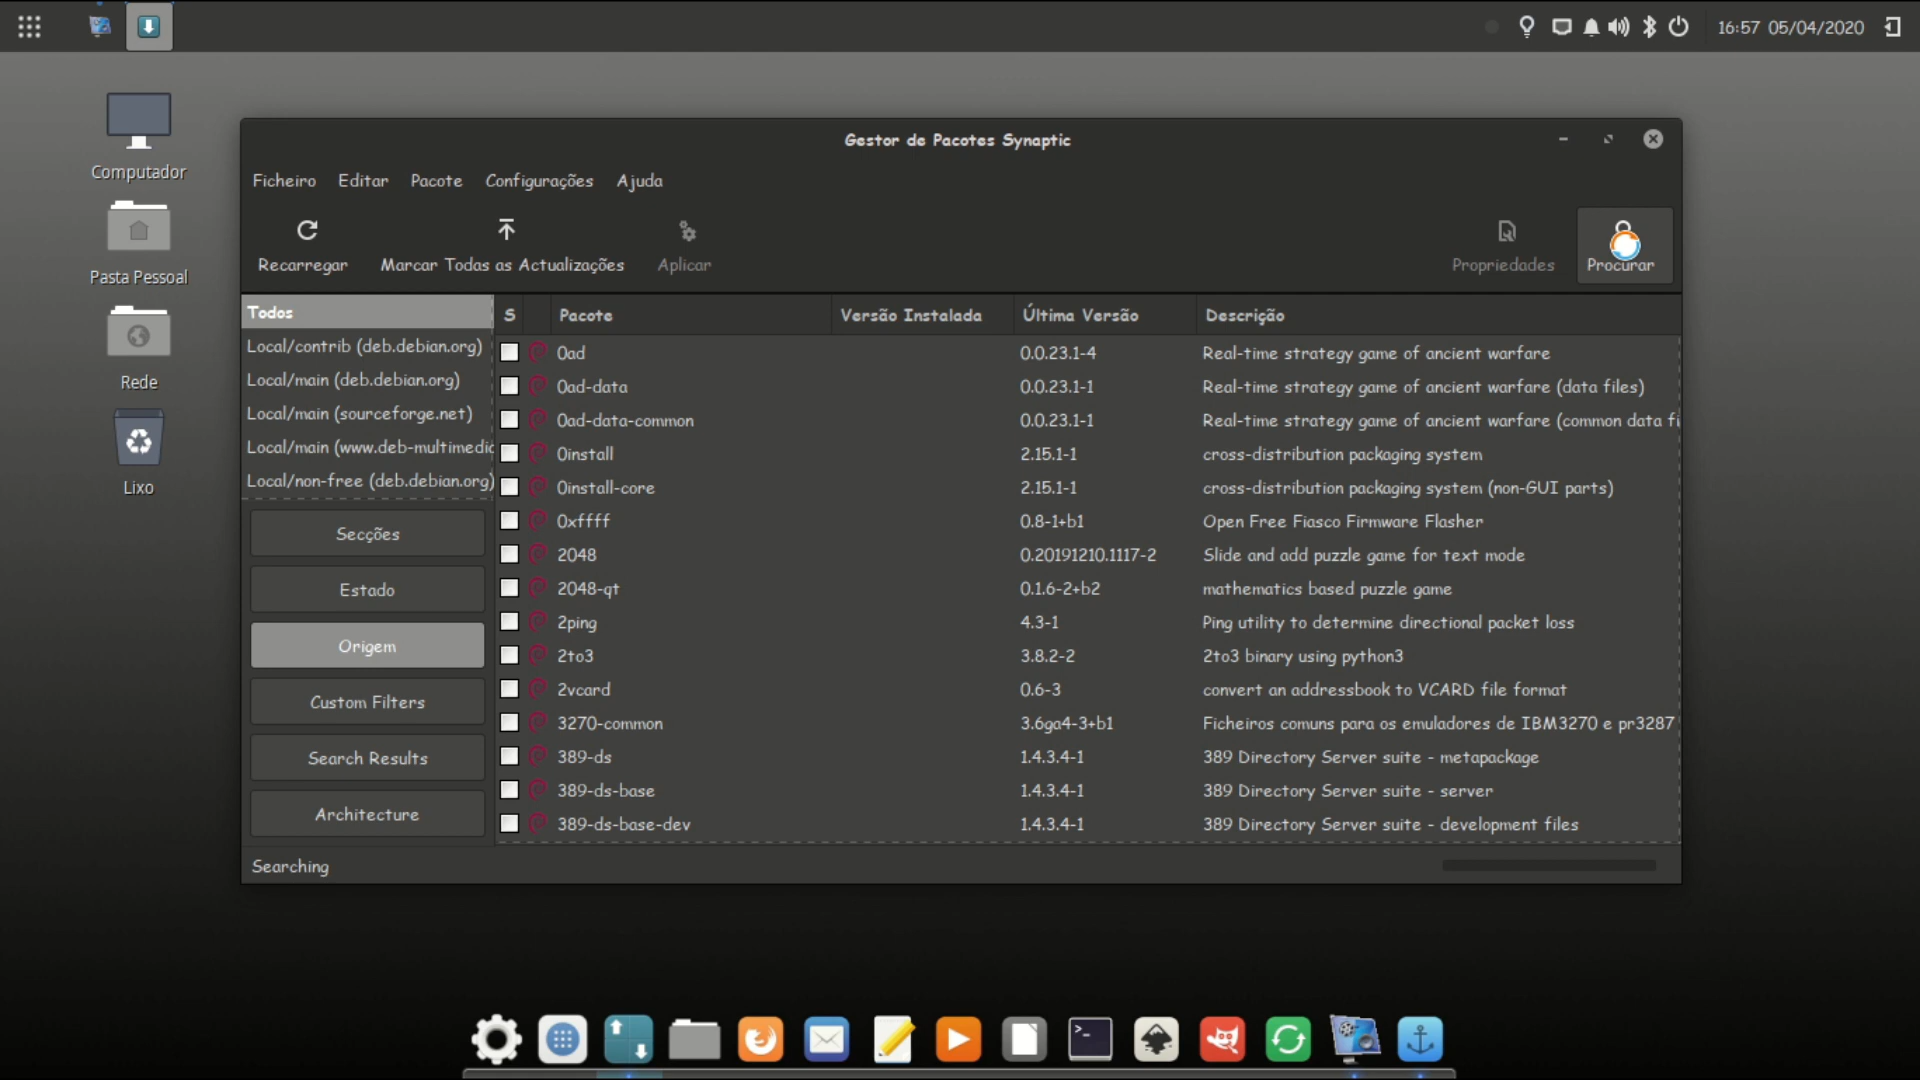 16:57 05/04/2020
Computador
Pasta Pessoal
Rede
Lixo
Gestor de Pacotes Synaptic
Ficheiro Editar Pacote Configurações Ajuda
Recarregar Marcar Todas as Actualizações Aplicar Propriedades Procurar
Todos
Local/contrib (deb.debian.org)
Local/main (deb.debian.org)
Local/main (sourceforge.net)
Local/main (www.deb-multimedia
Local/non-free (deb.debian.org)
Secções
Estado
Origem
Custom Filters
Search Results
Architecture
S Pacote Versão Instalada Última Versão Descrição
0ad 0.0.23.1-4 Real-time strategy game of ancient warfare
0ad-data 0.0.23.1-1 Real-time strategy game of ancient warfare (data files)
0ad-data-common 0.0.23.1-1 Real-time strategy game of ancient warfare (common data fi
0install 2.15.1-1 cross-distribution packaging system
0install-core 2.15.1-1 cross-distribution packaging system (non-GUI parts)
0xffff 0.8-1+b1 Open Free Fiasco Firmware Flasher
2048 0.20191210.1117-2 Slide and add puzzle game for text mode
2048-qt 0.1.6-2+b2 mathematics based puzzle game
2ping 4.3-1 Ping utility to determine directional packet loss
2to3 3.8.2-2 2to3 binary using python3
2vcard 0.6-3 convert an addressbook to VCARD file format
3270-common 3.6ga4-3+b1 Ficheiros comuns para os emuladores de IBM3270 e pr3287
389-ds 1.4.3.4-1 389 Directory Server suite - metapackage
389-ds-base 1.4.3.4-1 389 Directory Server suite - server
389-ds-base-dev 1.4.3.4-1 389 Directory Server suite - development files
Searching